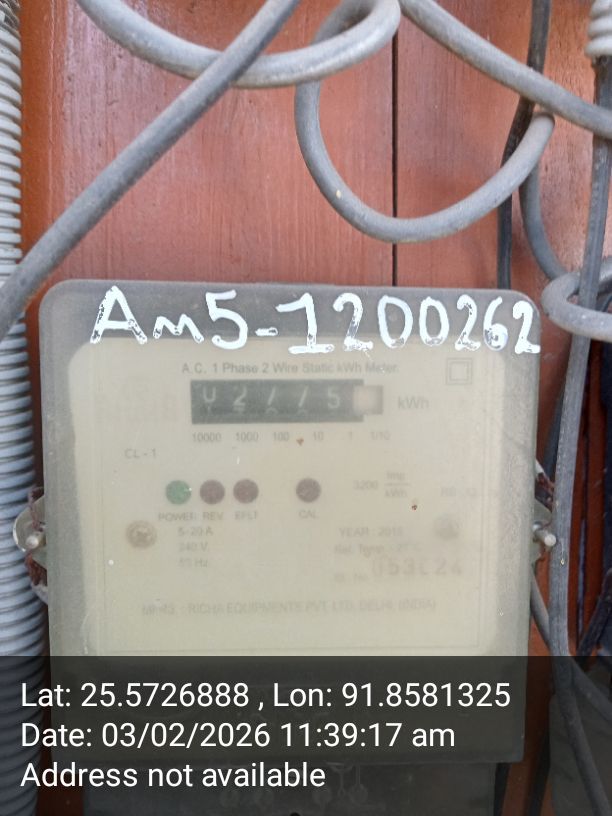 Am5-1200262
A.C. 1 Phase 2 Wire Static kWh Meter.
kWh
10000 1000 100 10 1 1/10
CL - 1
3200 imp kWh
POWER REV EFLT CAL
5-20 A
240 V
50 Hz
YEAR : 2015
MFRS. : RICHA EQUIPMENTS PVT. LTD. DELHI, (INDIA)
Lat: 25.5726888 , Lon: 91.8581325
Date: 03/02/2026 11:39:17 am
Address not available